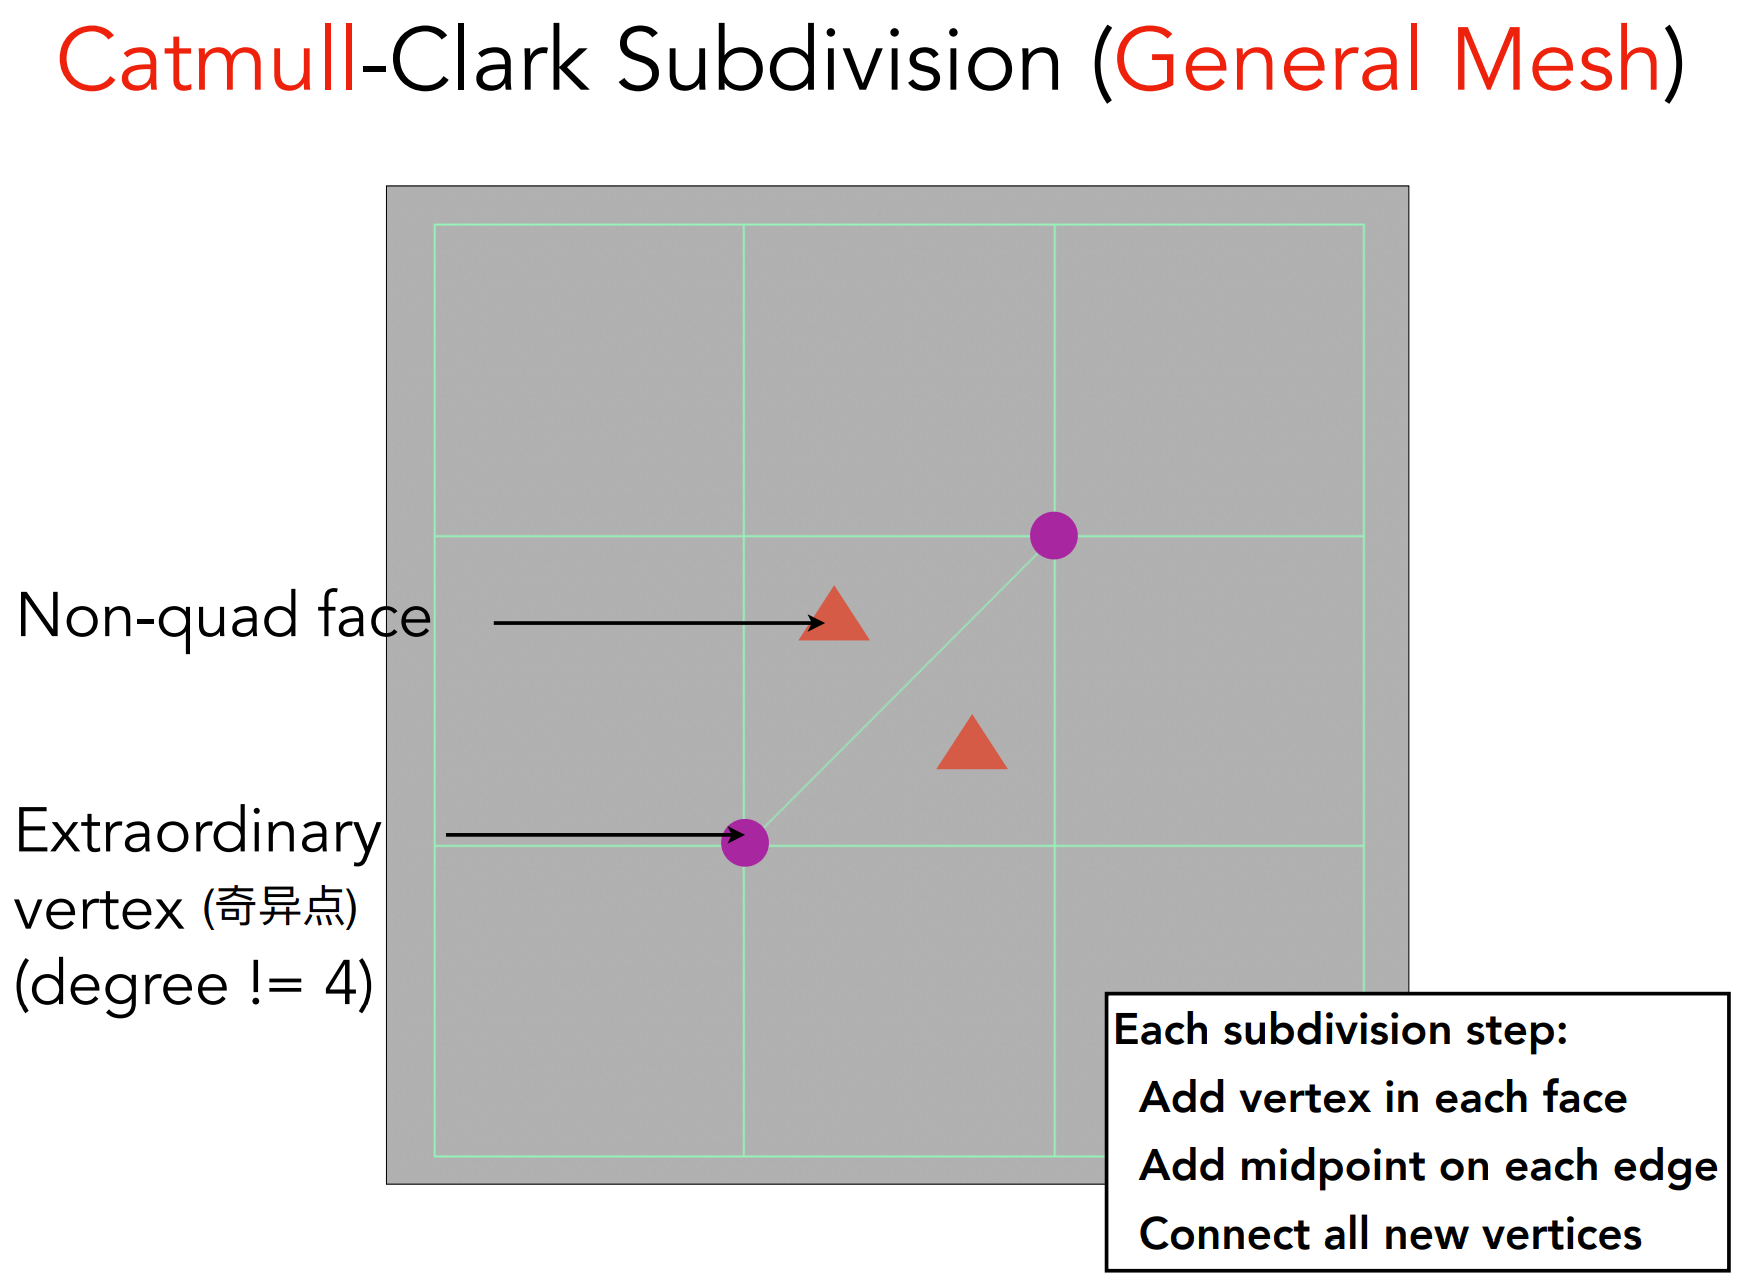 Catmull-Clark Subdivision (General Mesh)
Non-quad face
Extraordinary
vertex (奇异点)
(degree != 4)
Each subdivision step:
Add vertex in each face
Add midpoint on each edge
Connect all new vertices